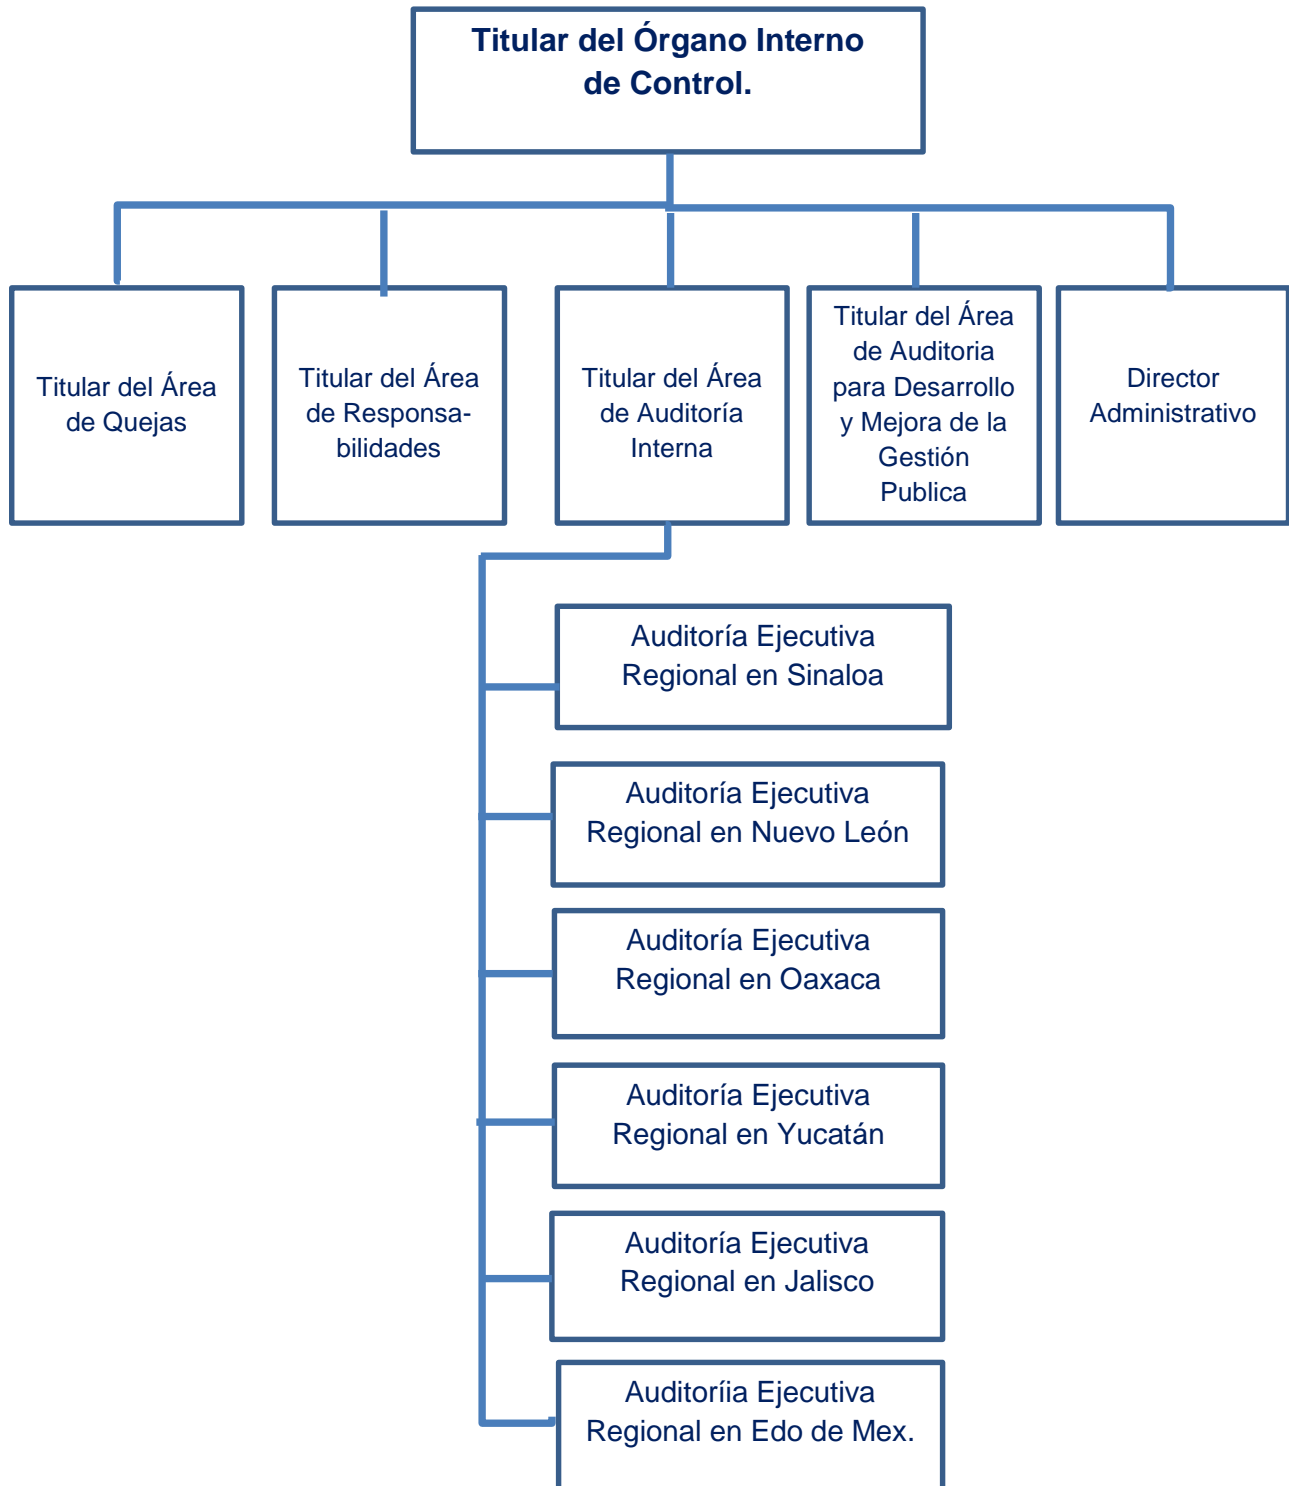 Titular del Órgano Interno
de Control.
Titular del Área
de Quejas
Titular del Área
de Responsa-
bilidades
Titular del Área
de Auditoría
Interna
Titular del Área
de Auditoria
para Desarrollo
y Mejora de la
Gestión
Publica
Director
Administrativo
Auditoría Ejecutiva
Regional en Sinaloa
Auditoría Ejecutiva
Regional en Nuevo León
Auditoría Ejecutiva
Regional en Oaxaca
Auditoría Ejecutiva
Regional en Yucatán
Auditoría Ejecutiva
Regional en Jalisco
Auditoríia Ejecutiva
Regional en Edo de Mex.